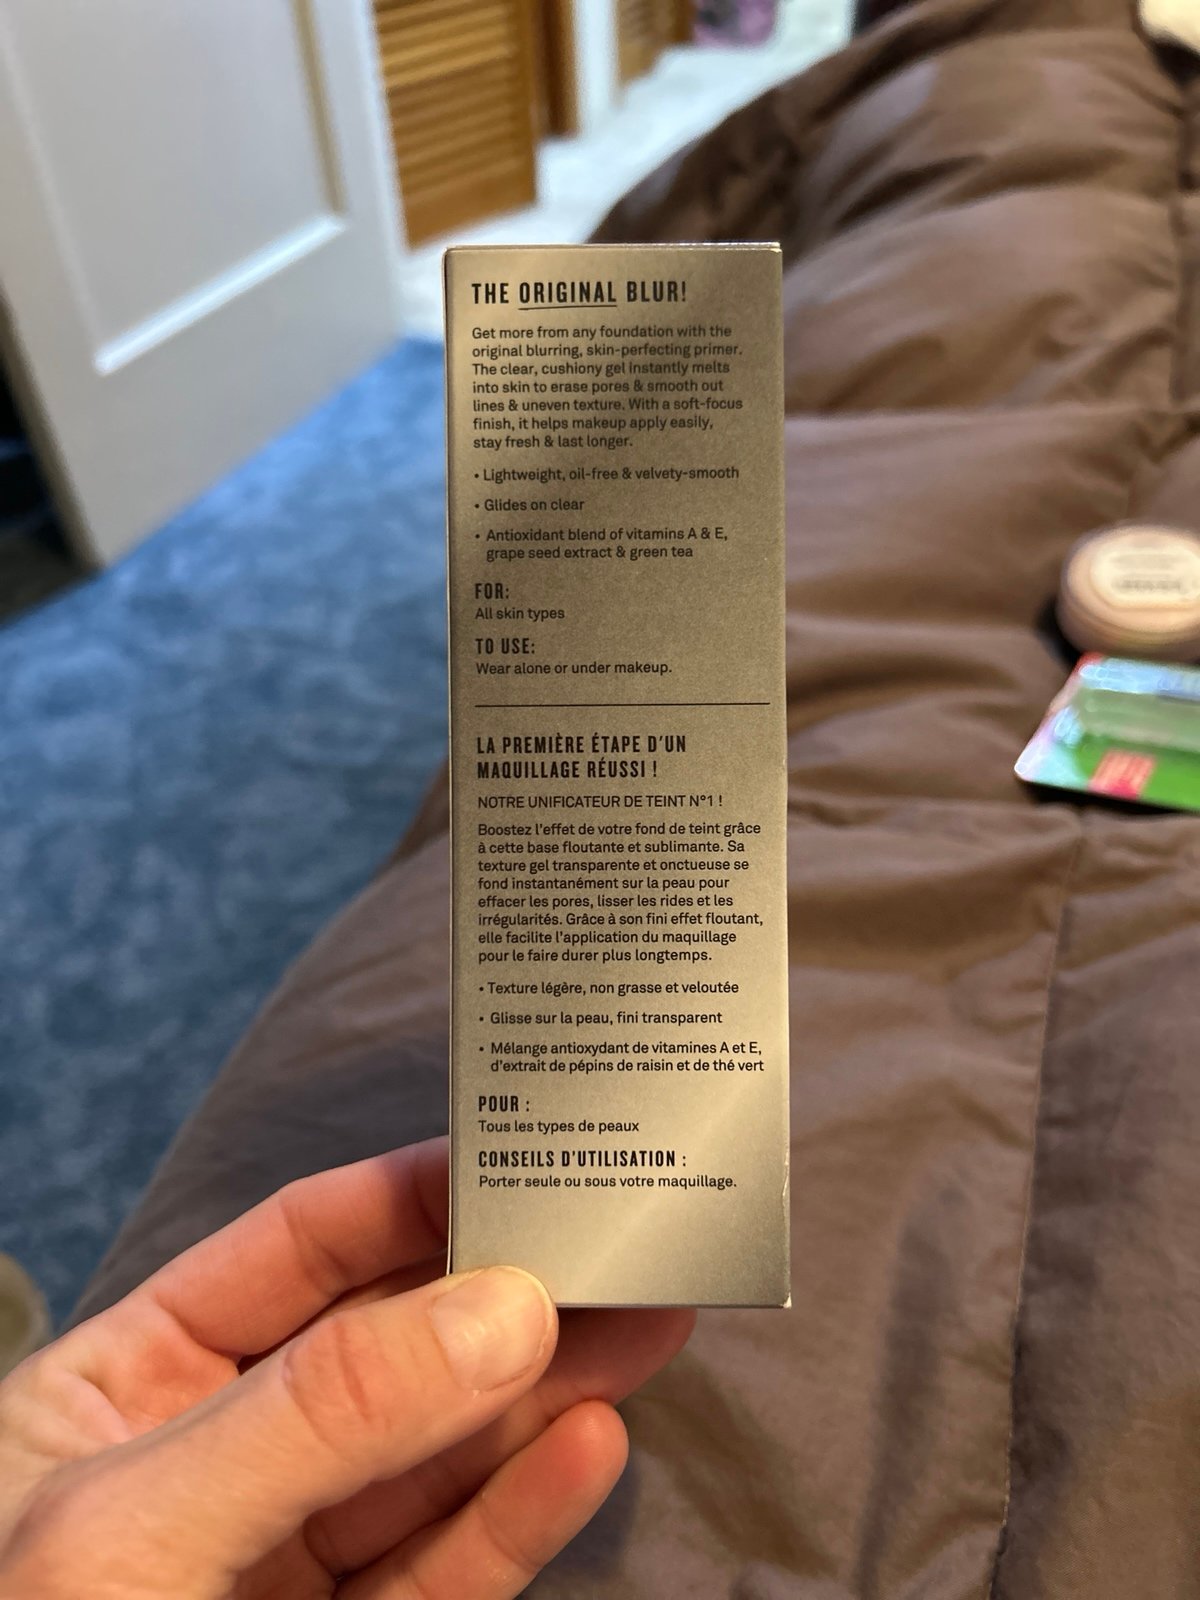 THE ORIGINAL BLUR!
Get more from any foundation with the
original blurring, skin-perfecting primer.
The clear, cushiony gel instantly melts
into skin to erase pores & smooth out
lines & uneven texture. With a soft-focus
finish, it helps makeup apply easily,
stay fresh & last longer.
• Lightweight, oil-free & velvety-smooth
• Glides on clear
• Antioxidant blend of vitamins A & E,
grape seed extract & green tea
FOR:
All skin types
TO USE:
Wear alone or under makeup.
LA PREMIÈRE ÉTAPE D'UN
MAQUILLAGE RÉUSSI !
NOTRE UNIFICATEUR DE TEINT N°1 !
Boostez l'effet de votre fond de teint grâce
à cette base floutante et sublimante. Sa
texture gel transparente et onctueuse se
fond instantanément sur la peau pour
effacer les pores, lisser les rides et les
irrégularités. Grâce à son fini effet floutant,
elle facilite l'application du maquillage
pour le faire durer plus longtemps.
• Texture légère, non grasse et veloutée
• Glisse sur la peau, fini transparent
• Mélange antioxydant de vitamines A et E,
d'extrait de pépins de raisin et de thé vert
POUR :
Tous les types de peaux
CONSEILS D'UTILISATION :
Porter seule ou sous votre maquillage.